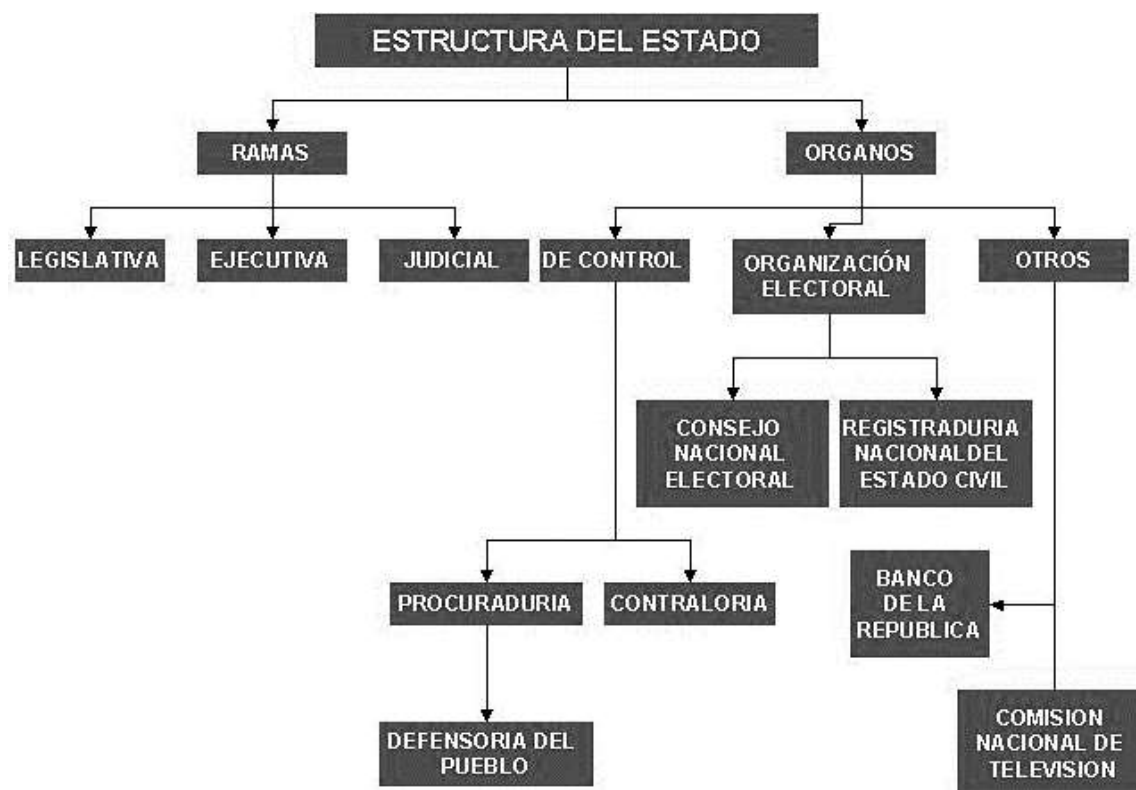 ESTRUCTURA DEL ESTADO
RAMAS
ORGANOS
LEGISLATIVA
EJECUTIVA
JUDICIAL
DE CONTROL
ORGANIZACIÓN
ELECTORAL
OTROS
CONSEJO
NACIONAL
ELECTORAL
REGISTRADURIA
NACIONAL DEL
ESTADO CIVIL
BANCO
DE LA
REPUBLICA
PROCURADURIA
CONTRALORIA
DEFENSORIA DEL
PUEBLO
COMISION
NACIONAL DE
TELEVISION